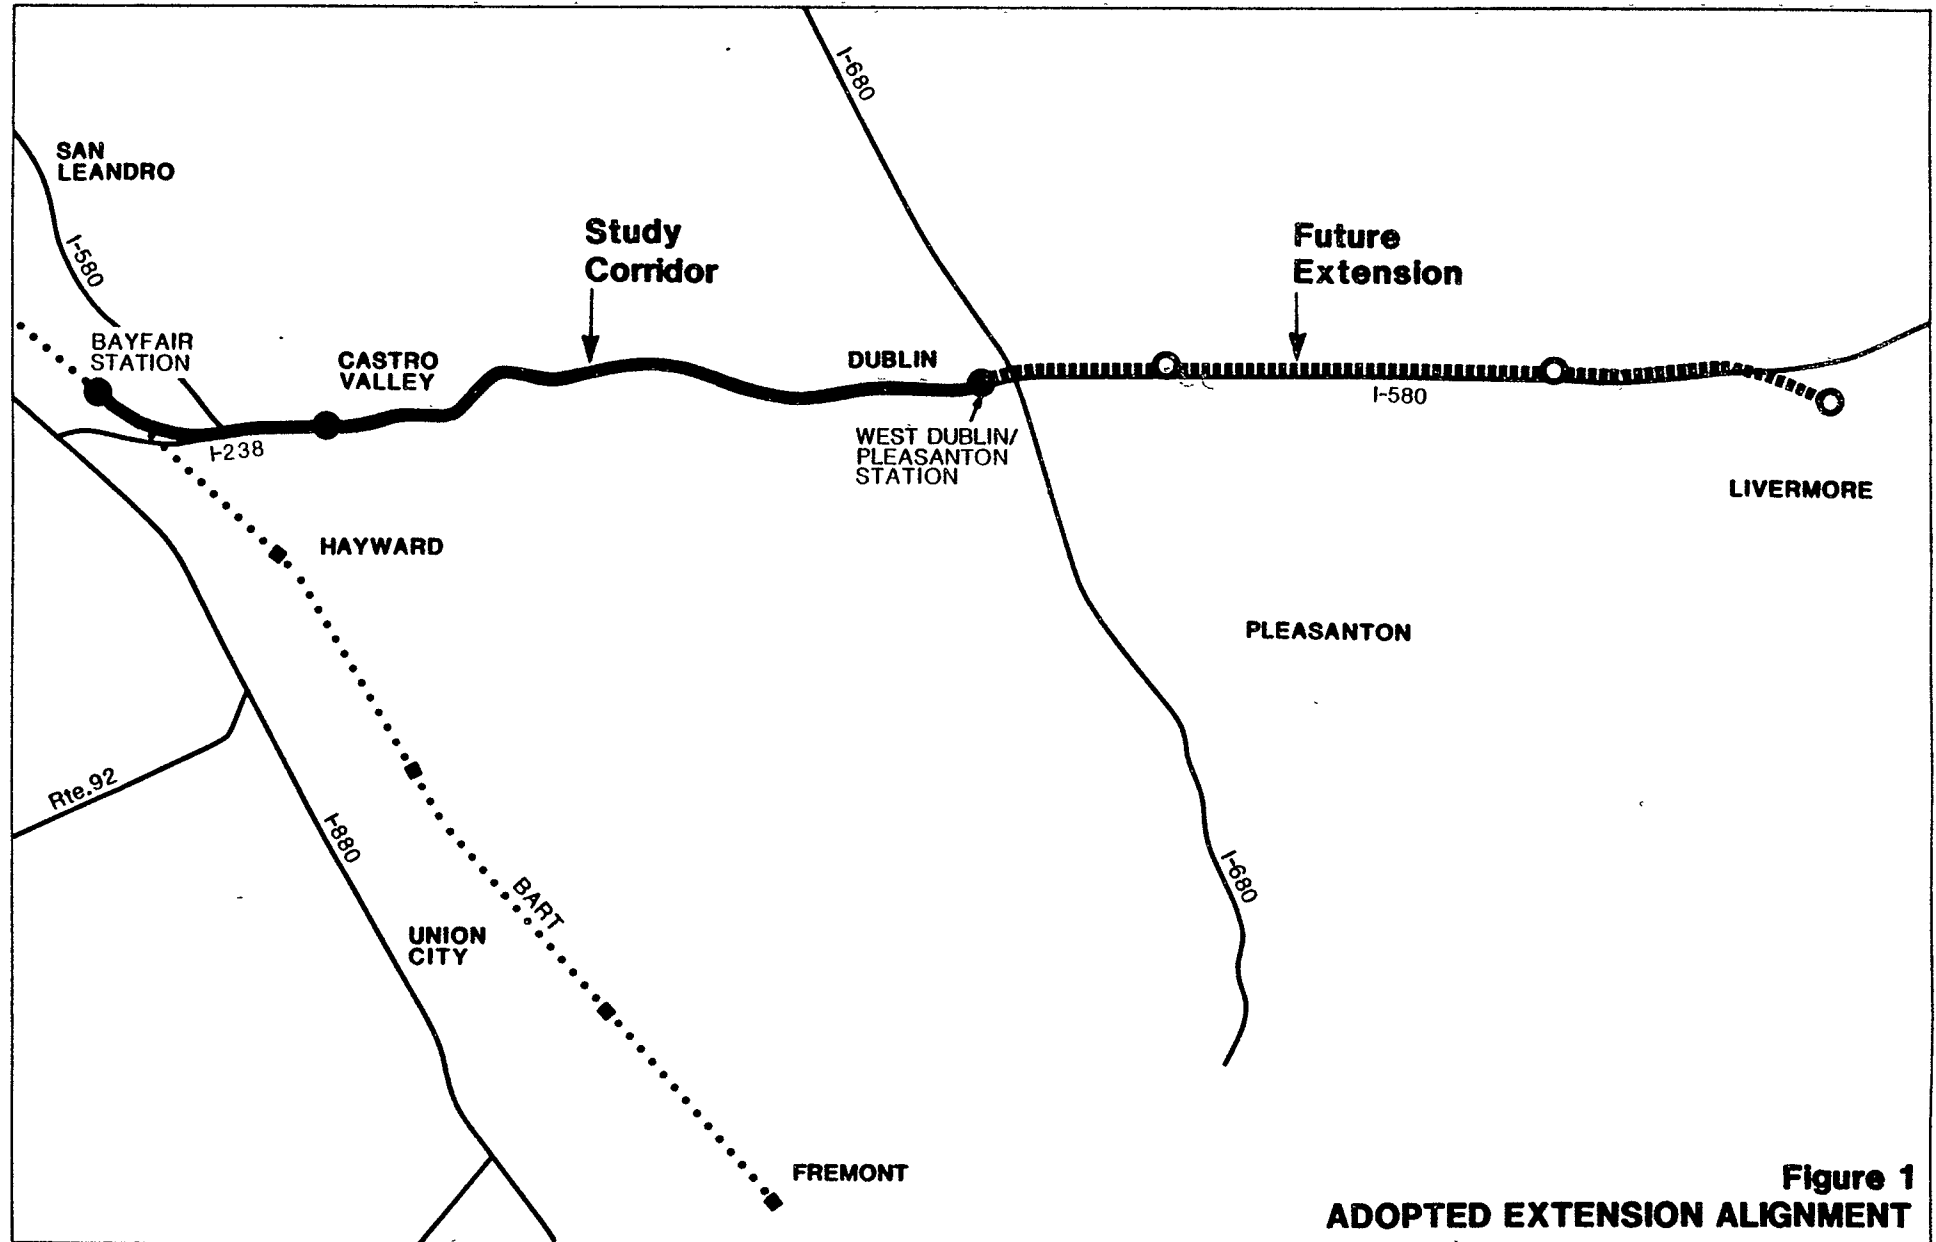 I-680
SAN
LEANDRO
Study
Corridor
Future
Extension
I-580
BAYFAIR
STATION
CASTRO
VALLEY
DUBLIN
I-580
WEST DUBLIN/
PLEASANTON
STATION
I-238
LIVERMORE
HAYWARD
PLEASANTON
Rte.92
I-880
I-680
BART
UNION
CITY
FREMONT
Figure 1
ADOPTED EXTENSION ALIGNMENT